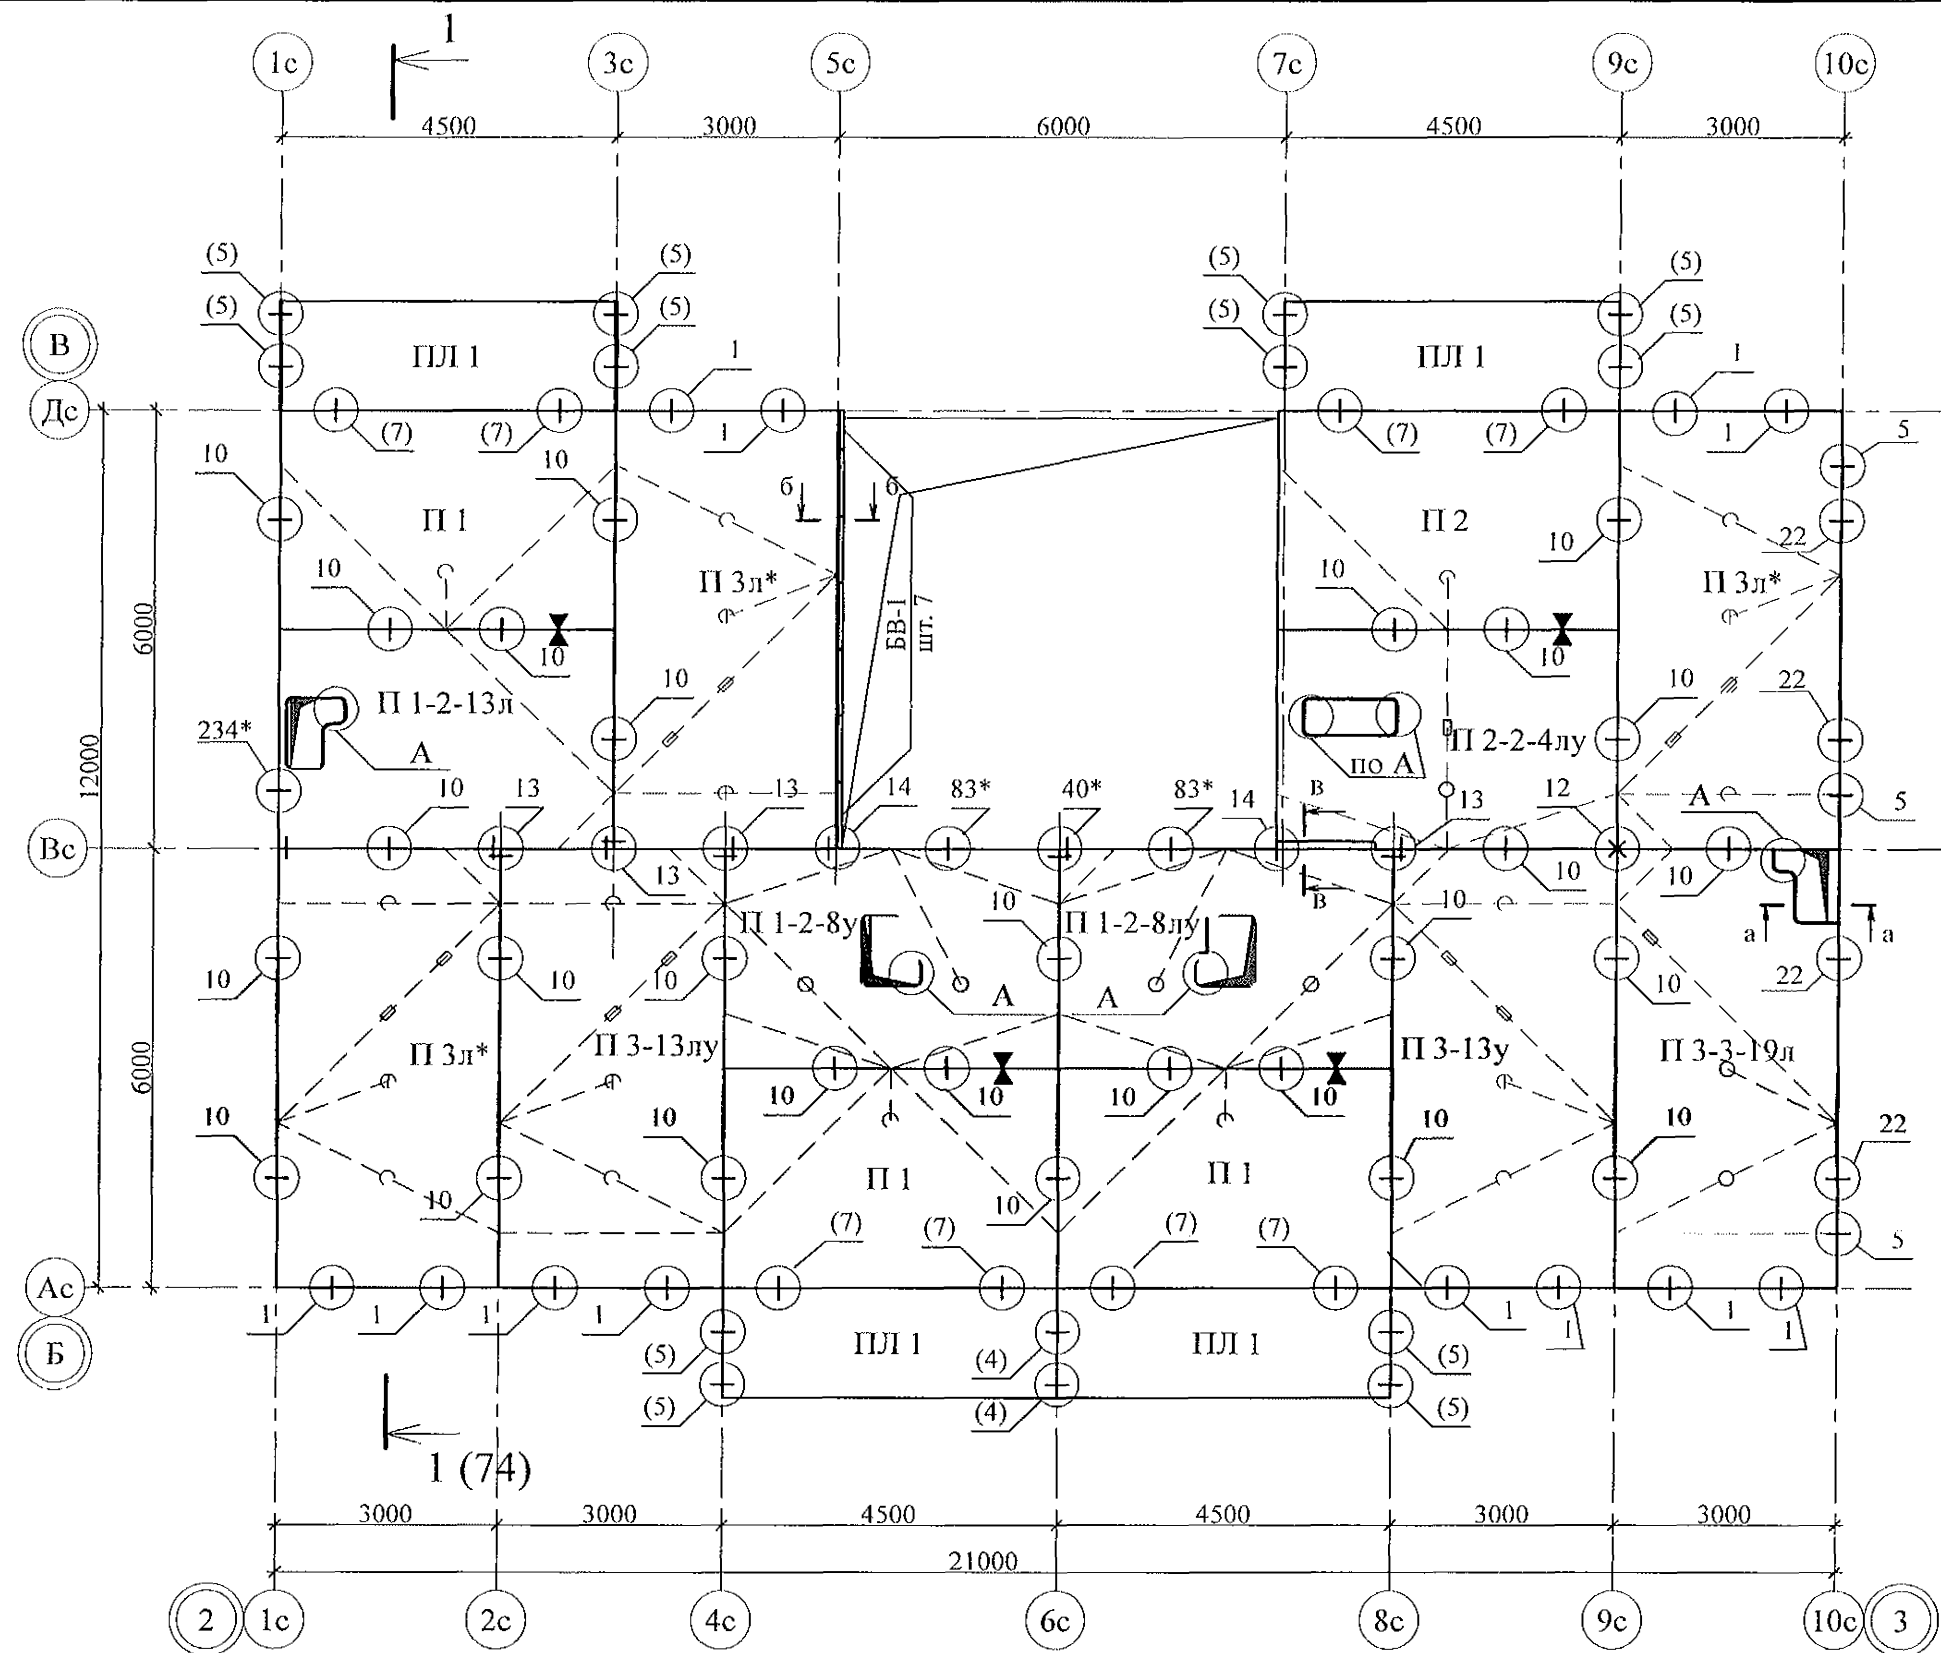 1
1с 3с 5с 7с 9с 10с
4500 3000 6000 4500 3000
(5) (5) (5) (5)
(5) (5) (5) (5)
В ПЛ 1 ПЛ 1
1 1
Дс
(7) (7) 1 (7) (7) 1 5
10 10
П 1 б б П 2 10 22
10 П 3л* 10 П 3л*
БВ-1
шт. 7
6000
10 10
10 10 22
П 1-2-13л
234* А П 2-2-4лу
по А
12000
10 13 13 14 83* 40* 83* 14 в 13 12 А 5
Вс
13 10 10
10 в 10
П 1-2-8у П 1-2-8лу
а а
10 10 10 10 22
А А
6000
П 3л* П 3-13лу П 3-13у П 3-3-19л
10 10 10 10
10 10 10 10 22
П 1 П 1
10 10
(7) (7) (7) (7) 5
Ас
1 1 1 1 1 1 1 1
Б
ПЛ 1 ПЛ 1
(5) (4) (5)
(5) (4) (5)
1 (74)
3000 3000 4500 4500 3000 3000
21000
2 1с 2с 4с 6с 8с 9с 10с 3